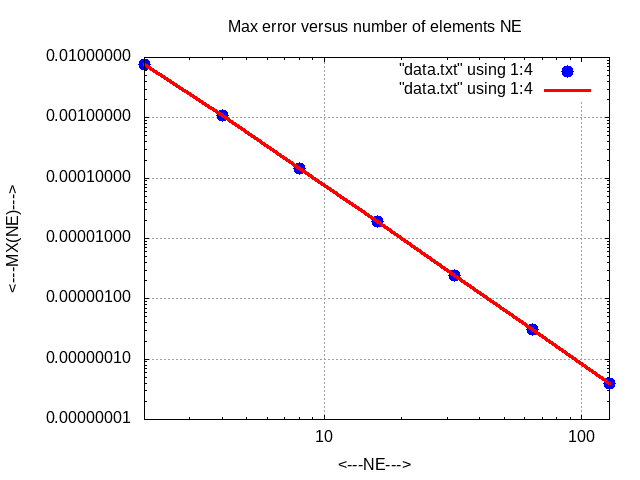 Max error versus number of elements NE
"data.txt" using 1:4
"data.txt" using 1:4
0.01000000
0.00100000
0.00010000
0.00001000
0.00000100
0.00000010
0.00000001
<---MX(NE)--->
10
100
<---NE--->